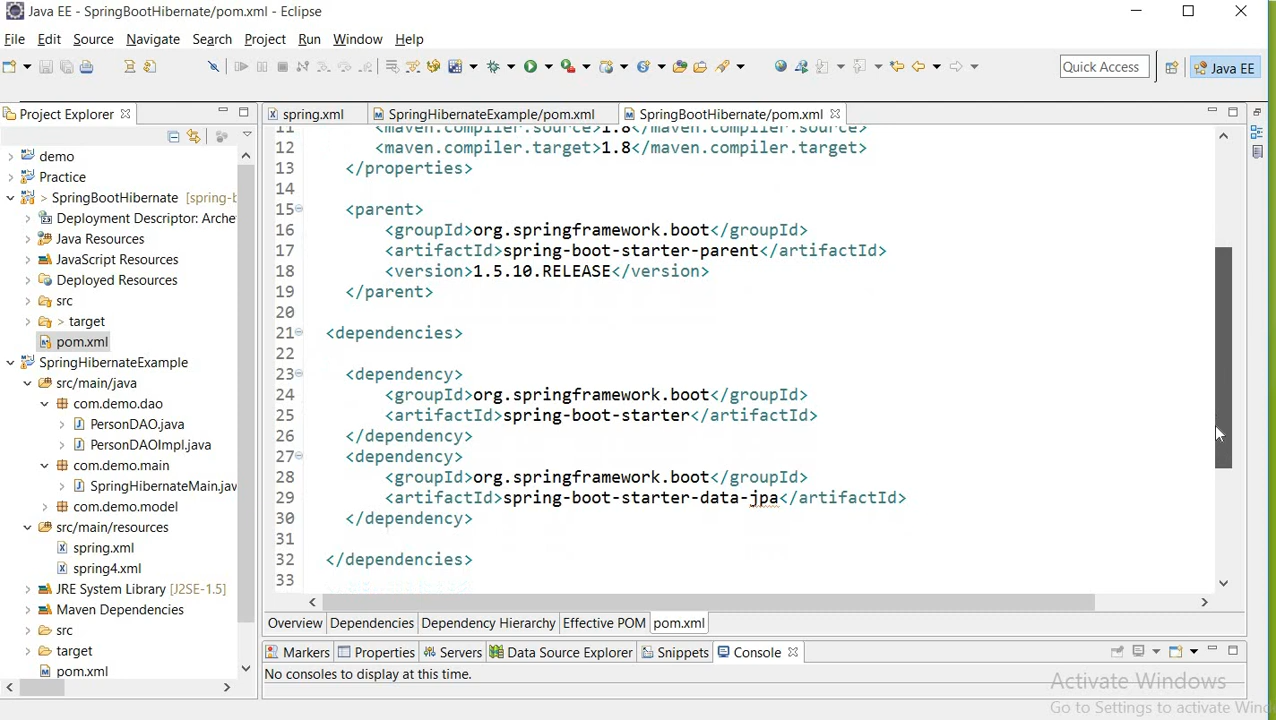 Java EE - SpringBootHibernate/pom.xml - Eclipse
File Edit Source Navigate Search Project Run Window Help
Quick Access
Java EE
Project Explorer
demo
Practice
> SpringBootHibernate [spring-b
Deployment Descriptor: Arche
Java Resources
JavaScript Resources
Deployed Resources
src
> target
pom.xml
SpringHibernateExample
src/main/java
com.demo.dao
PersonDAO.java
PersonDAOImpl.java
com.demo.main
SpringHibernateMain.jav
com.demo.model
src/main/resources
spring.xml
spring4.xml
JRE System Library [J2SE-1.5]
Maven Dependencies
src
target
pom.xml
spring.xml SpringHibernateExample/pom.xml SpringBootHibernate/pom.xml
11 <maven.compiler.source>1.8</maven.compiler.source>
12 <maven.compiler.target>1.8</maven.compiler.target>
13 </properties>
14
15 <parent>
16 <groupId>org.springframework.boot</groupId>
17 <artifactId>spring-boot-starter-parent</artifactId>
18 <version>1.5.10.RELEASE</version>
19 </parent>
20
21 <dependencies>
22
23 <dependency>
24 <groupId>org.springframework.boot</groupId>
25 <artifactId>spring-boot-starter</artifactId>
26 </dependency>
27 <dependency>
28 <groupId>org.springframework.boot</groupId>
29 <artifactId>spring-boot-starter-data-jpa</artifactId>
30 </dependency>
31
32 </dependencies>
33
Overview Dependencies Dependency Hierarchy Effective POM pom.xml
Markers Properties Servers Data Source Explorer Snippets Console
No consoles to display at this time.
Activate Windows
Go to Settings to activate Wind